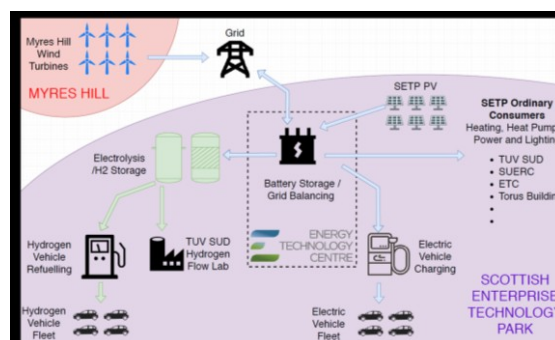 Myres Hill
Wind
Turbines
MYRES HILL
Grid
SETP PV
SETP Ordinary
Consumers
Heating, Heat Pump
Power and Lightin
• TUV SUD
• SUERC
• ETC
• Torus Buildin
Electrolysis
/H2 Storage
Battery Storage /
Grid Balancing
Hydrogen
Vehicle
Refuelling
TUV SUD
Hydrogen
Flow Lab
ENERGY
TECHNOLOGY
CENTRE
Electric
Vehicle
Charging
Hydrogen
Vehicle
Fleet
Electric
Vehicle
Fleet
SCOTTISH
ENTERPRISE
TECHNOLOGY
PARK